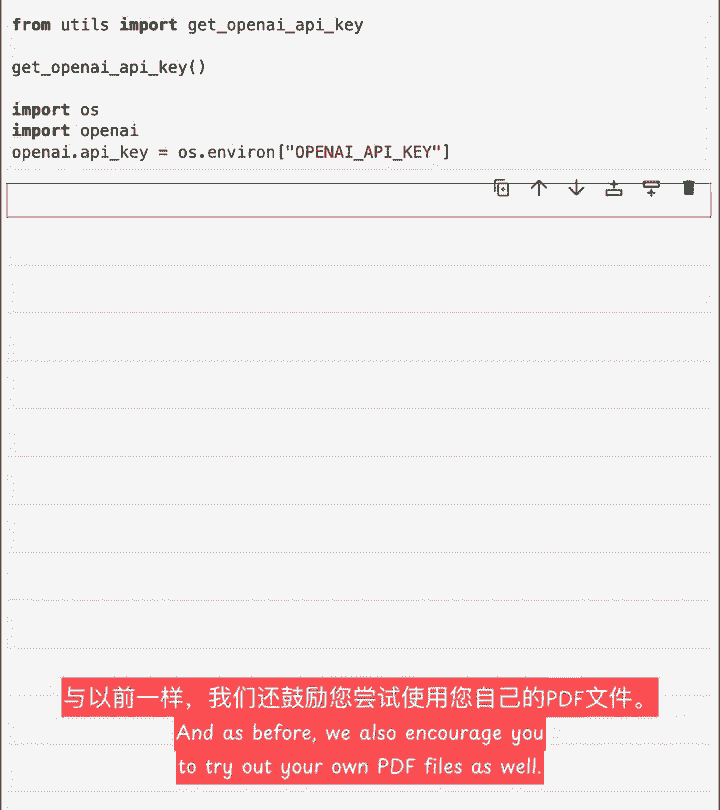 from utils import get_openai_api_key
get_openai_api_key()
import os
import openai
openai.api_key = os.environ["OPENAI_API_KEY"]
与以前一样，我们还鼓励您尝试使用您自己的PDF文件。
And as before, we also encourage you
to try out your own PDF files as well.